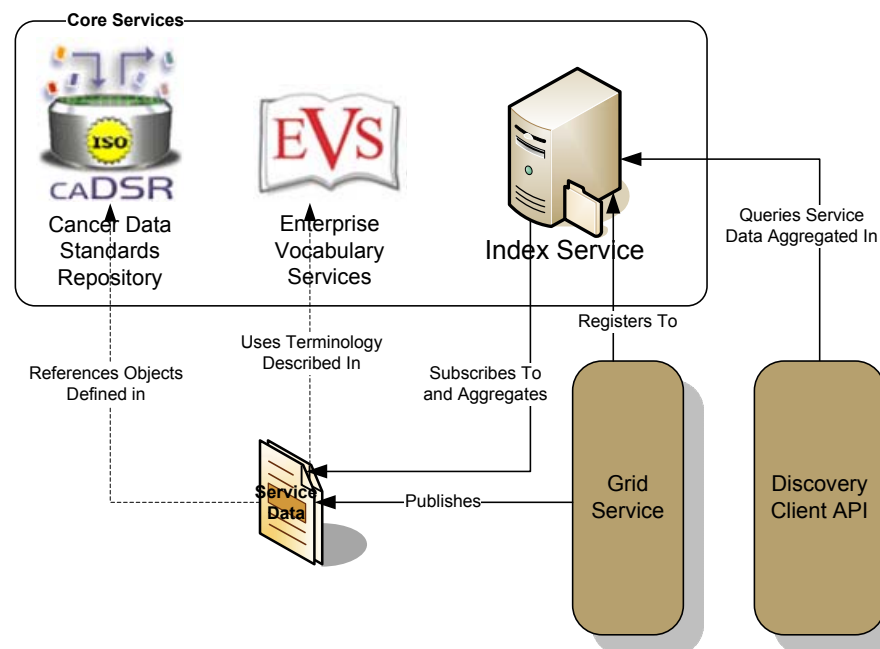 Core Services
ISO
caDSR
Cancer Data
Standards
Repository
EVS
Enterprise
Vocabulary
Services
Index Service
Queries Service
Data Aggregated In
Registers To
Uses Terminology
Described In
References Objects
Defined in
Subscribes To
and Aggregates
Service
Data
Publishes
Grid
Service
Discovery
Client API